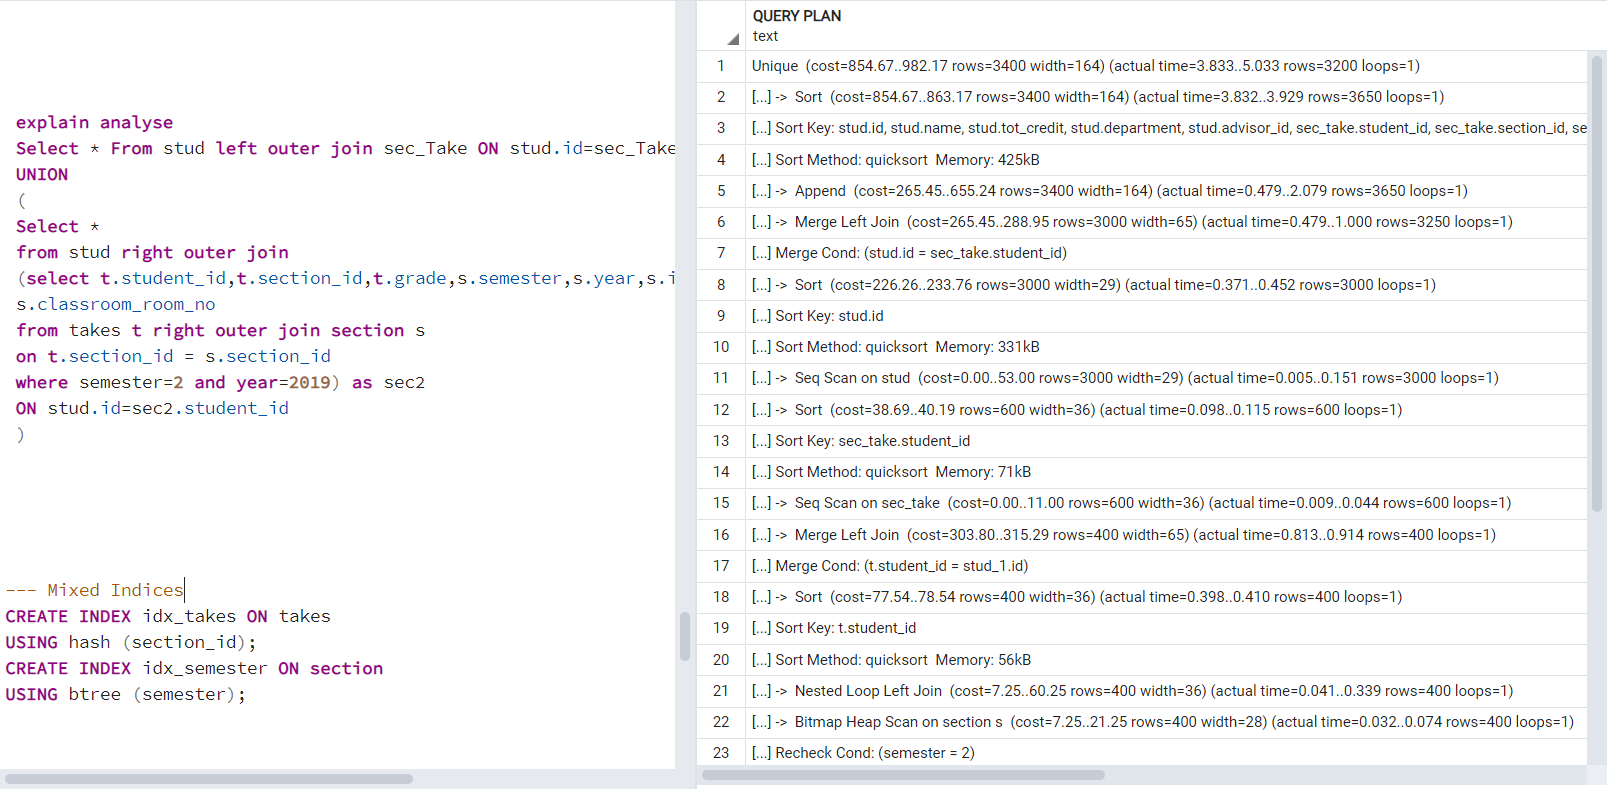 explain analyse
Select * From stud left outer join sec_Take ON stud.id=sec_Take
UNION
(
Select *
from stud right outer join
(select t.student_id,t.section_id,t.grade,s.semester,s.year,s.i
s.classroom_room_no
from takes t right outer join section s
on t.section_id = s.section_id
where semester=2 and year=2019) as sec2
ON stud.id=sec2.student_id
)
--- Mixed Indices
CREATE INDEX idx_takes ON takes
USING hash (section_id);
CREATE INDEX idx_semester ON section
USING btree (semester);
QUERY PLAN
text
1 Unique (cost=854.67..982.17 rows=3400 width=164) (actual time=3.833..5.033 rows=3200 loops=1)
2 [...] -> Sort (cost=854.67..863.17 rows=3400 width=164) (actual time=3.832..3.929 rows=3650 loops=1)
3 [...] Sort Key: stud.id, stud.name, stud.tot_credit, stud.department, stud.advisor_id, sec_take.student_id, sec_take.section_id, se
4 [...] Sort Method: quicksort Memory: 425kB
5 [...] -> Append (cost=265.45..655.24 rows=3400 width=164) (actual time=0.479..2.079 rows=3650 loops=1)
6 [...] -> Merge Left Join (cost=265.45..288.95 rows=3000 width=65) (actual time=0.479..1.000 rows=3250 loops=1)
7 [...] Merge Cond: (stud.id = sec_take.student_id)
8 [...] -> Sort (cost=226.26..233.76 rows=3000 width=29) (actual time=0.371..0.452 rows=3000 loops=1)
9 [...] Sort Key: stud.id
10 [...] Sort Method: quicksort Memory: 331kB
11 [...] -> Seq Scan on stud (cost=0.00..53.00 rows=3000 width=29) (actual time=0.005..0.151 rows=3000 loops=1)
12 [...] -> Sort (cost=38.69..40.19 rows=600 width=36) (actual time=0.098..0.115 rows=600 loops=1)
13 [...] Sort Key: sec_take.student_id
14 [...] Sort Method: quicksort Memory: 71kB
15 [...] -> Seq Scan on sec_take (cost=0.00..11.00 rows=600 width=36) (actual time=0.009..0.044 rows=600 loops=1)
16 [...] -> Merge Left Join (cost=303.80..315.29 rows=400 width=65) (actual time=0.813..0.914 rows=400 loops=1)
17 [...] Merge Cond: (t.student_id = stud_1.id)
18 [...] -> Sort (cost=77.54..78.54 rows=400 width=36) (actual time=0.398..0.410 rows=400 loops=1)
19 [...] Sort Key: t.student_id
20 [...] Sort Method: quicksort Memory: 56kB
21 [...] -> Nested Loop Left Join (cost=7.25..60.25 rows=400 width=36) (actual time=0.041..0.339 rows=400 loops=1)
22 [...] -> Bitmap Heap Scan on section s (cost=7.25..21.25 rows=400 width=28) (actual time=0.032..0.074 rows=400 loops=1)
23 [...] Recheck Cond: (semester = 2)